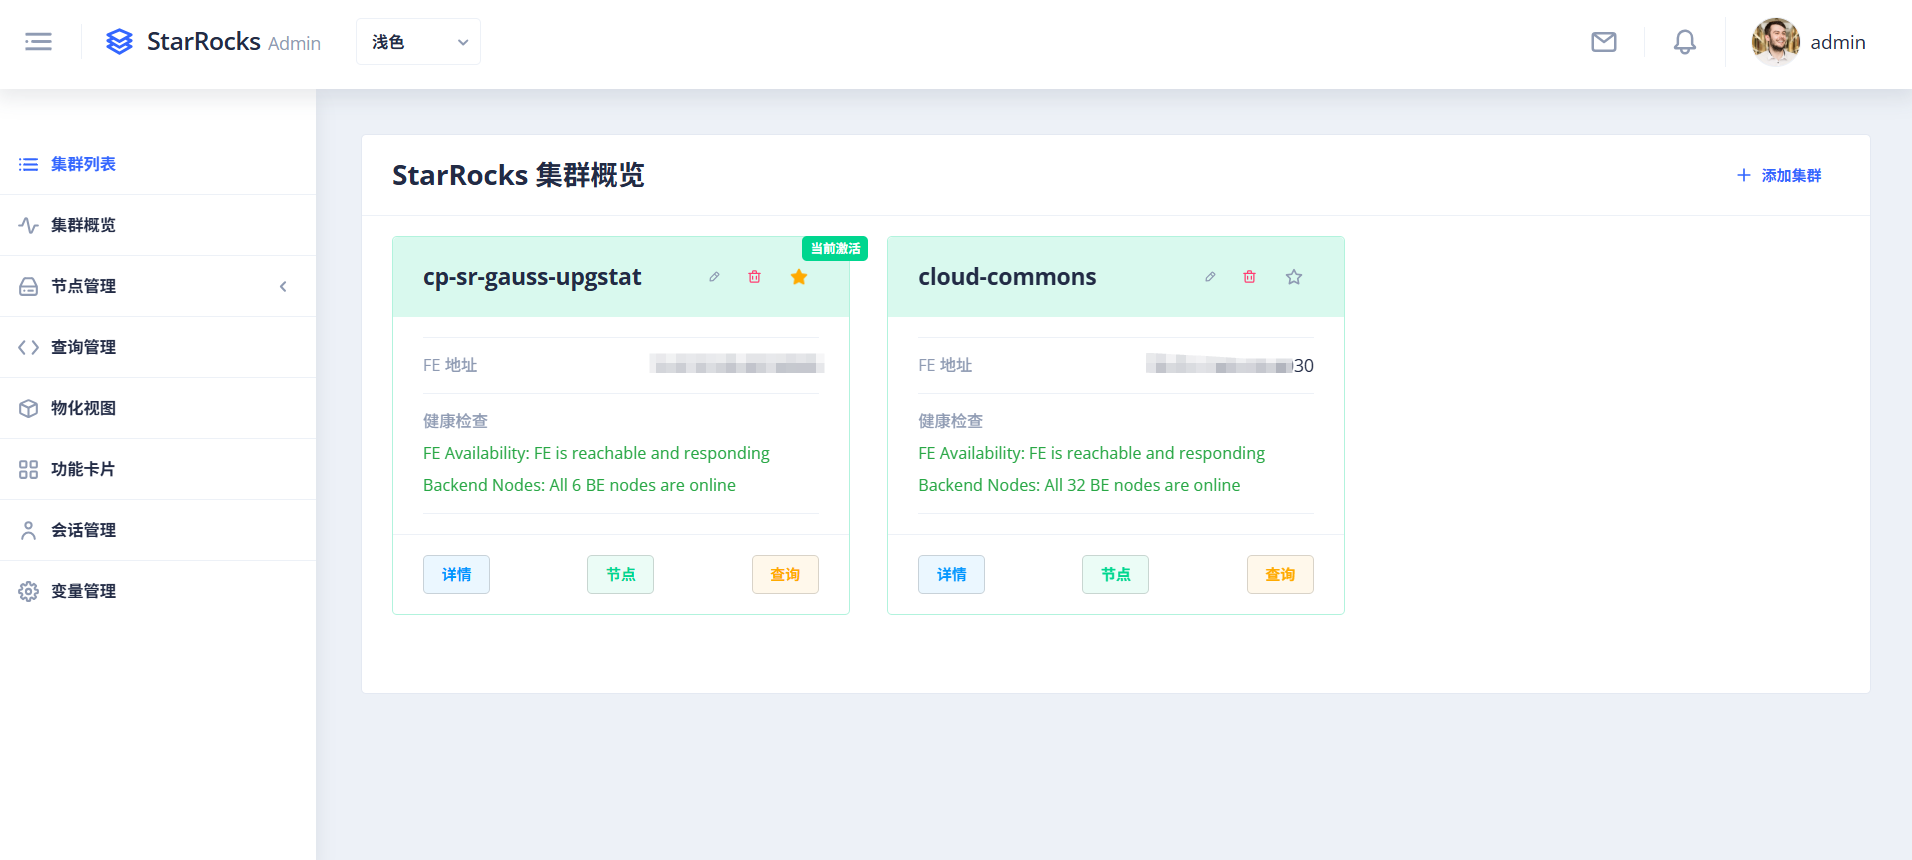 StarRocks Admin
浅色
admin
集群列表
集群概览
节点管理
查询管理
物化视图
功能卡片
会话管理
变量管理
StarRocks 集群概览
添加集群
当前激活
cp-sr-gauss-upgstat
FE 地址
健康检查
FE Availability: FE is reachable and responding
Backend Nodes: All 6 BE nodes are online
详情
节点
查询
cloud-commons
FE 地址
30
健康检查
FE Availability: FE is reachable and responding
Backend Nodes: All 32 BE nodes are online
详情
节点
查询